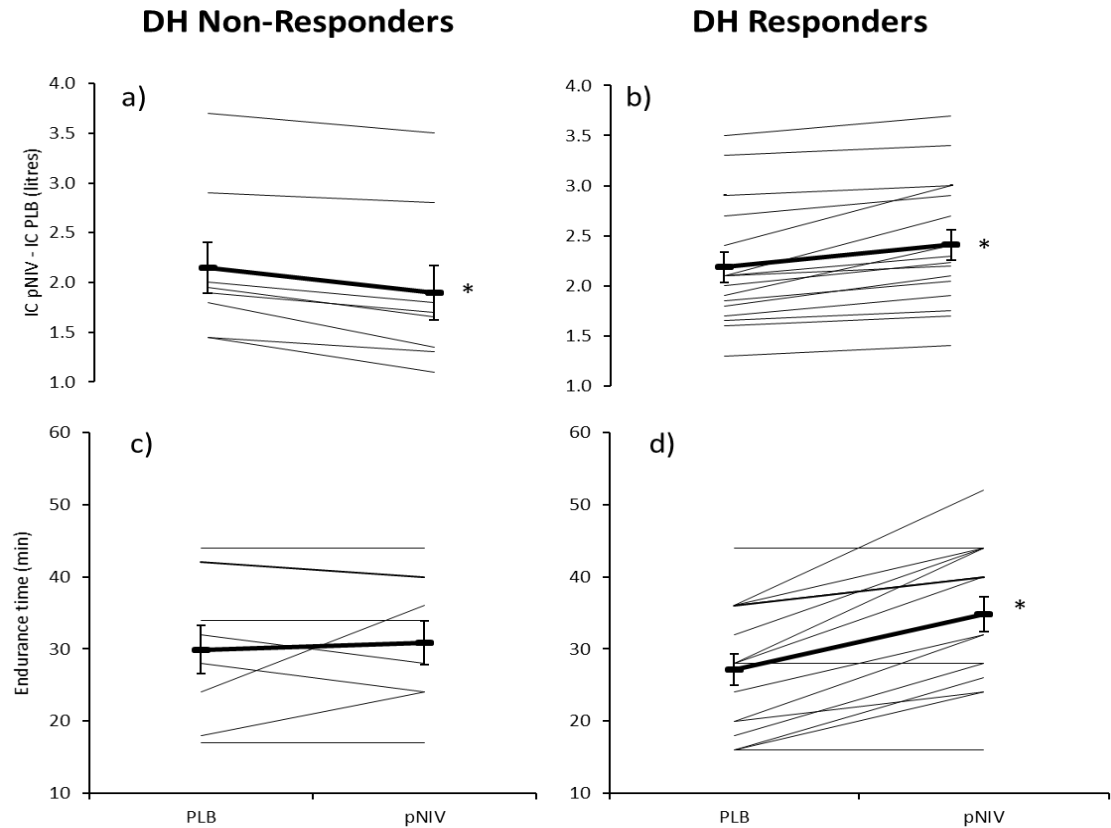 DH Non-Responders
DH Responders
a)
b)
IC pNIV - IC PLB (litres)
4.0
3.5
3.0
2.5
2.0
1.5
1.0
*
4.0
3.5
3.0
2.5
2.0
1.5
1.0
*
c)
d)
Endurance time (min)
60
50
40
30
20
10
60
50
40
30
20
10
*
PLB
pNIV
PLB
pNIV